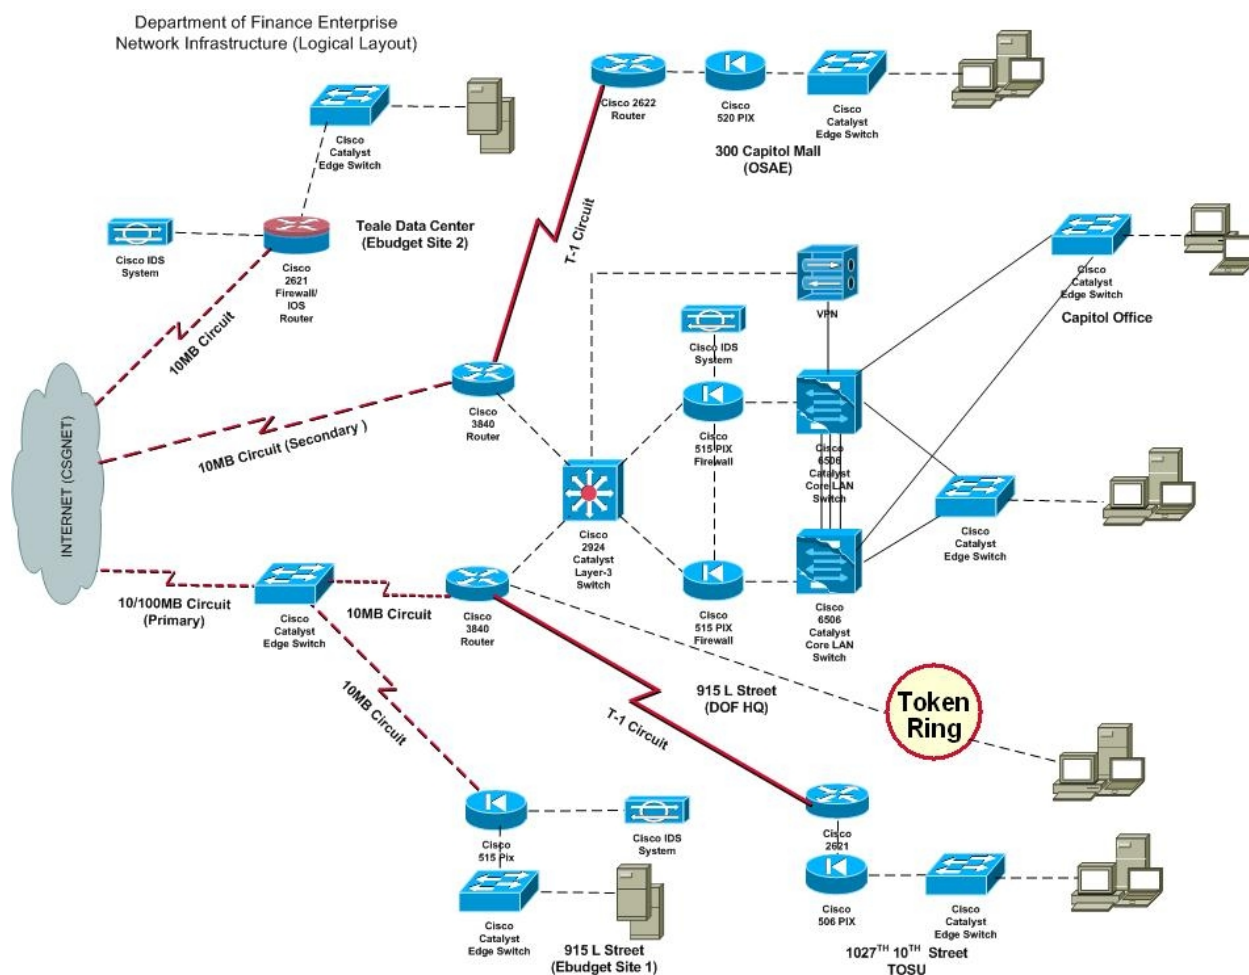 Department of Finance Enterprise
Network Infrastructure (Logical Layout)
Cisco 2622
Router
Cisco
520 PIX
Cisco
Catalyst
Edge Switch
300 Capitol Mall
(OSAE)
Cisco
Catalyst
Edge Switch
Cisco IDS
System
Teale Data Center
(Ebudget Site 2)
Cisco
2621
Firewall/
IOS
Router
T-1 Circuit
10MB Circuit
VPN
Cisco
Catalyst
Edge Switch
Capitol Office
Cisco IDS
System
Cisco
3840
Router
10MB Circuit (Secondary )
INTERNET (CSGNET)
Cisco
515 PIX
Firewall
Cisco
6506
Catalyst
Core LAN
Switch
Cisco
2924
Catalyst
Layer-3
Switch
Cisco
Catalyst
Edge Switch
10/100MB Circuit
(Primary)
Cisco
Catalyst
Edge Switch
10MB Circuit
Cisco
3840
Router
Cisco
515 PIX
Firewall
Cisco
6506
Catalyst
Core LAN
Switch
10MB Circuit
T-1 Circuit
915 L Street
(DOF HQ)
Token
Ring
Cisco
515 Pix
Cisco IDS
System
Cisco
2621
Cisco
Catalyst
Edge Switch
915 L Street
(Ebudget Site 1)
Cisco
506 PIX
Cisco
Catalyst
Edge Switch
1027TH 10TH Street
TOSU